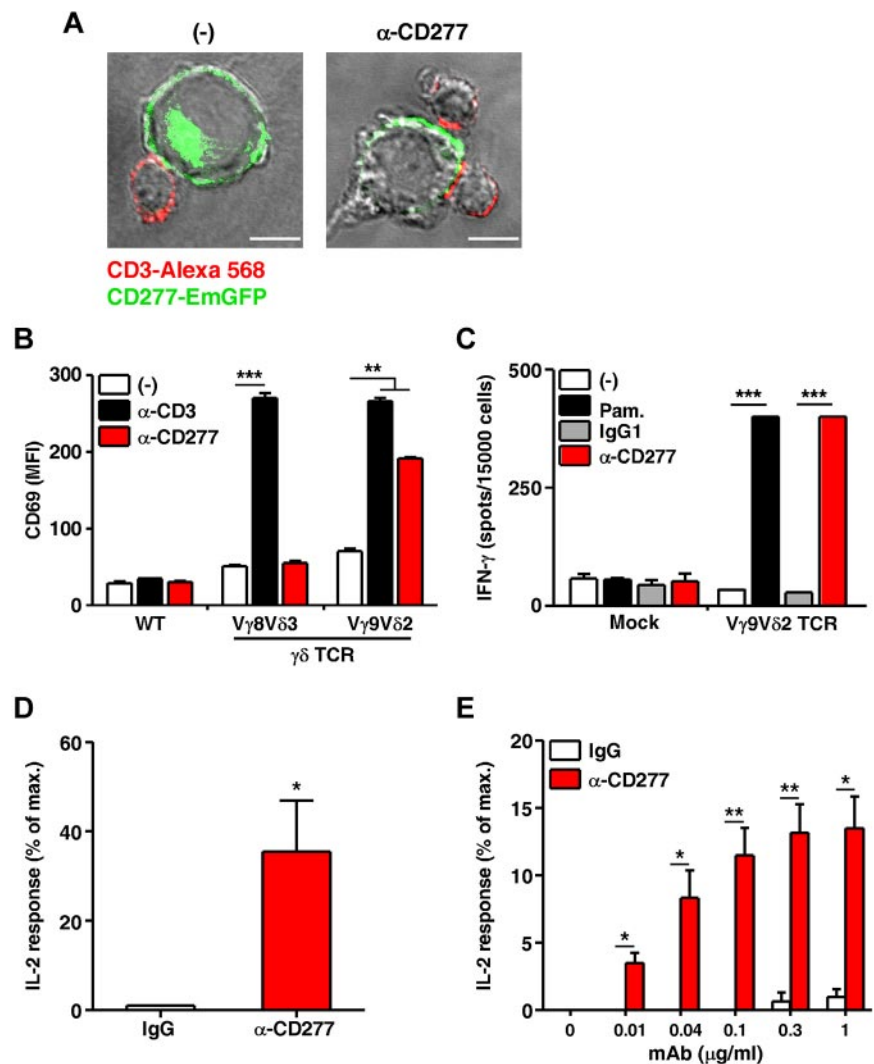 A
(-)
α-CD277
CD3-Alexa 568
CD277-EmGFP
B
CD69 (MFI)
300
200
100
0
(-)
α-CD3
α-CD277
***
**
WT
Vγ8Vδ3
Vγ9Vδ2
γδ TCR
C
IFN-γ (spots/15000 cells)
500
250
0
(-)
Pam.
IgG1
α-CD277
***
***
Mock
Vγ9Vδ2 TCR
D
IL-2 response (% of max.)
60
40
20
0
*
IgG
α-CD277
E
IL-2 response (% of max.)
20
15
10
5
0
IgG
α-CD277
*
*
**
**
*
0
0.01
0.04
0.1
0.3
1
mAb (μg/ml)